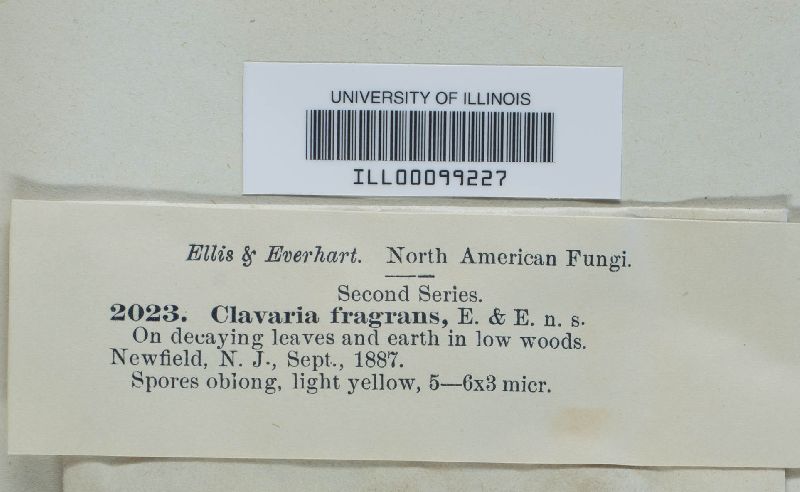 UNIVERSITY OF ILLINOIS
ILL00099227
Ellis & Everhart. North American Fungi.
Second Series.
2023. Clavaria fragrans, E. & E. n. s.
On decaying leaves and earth in low woods.
Newfield, N. J., Sept., 1887.
Spores oblong, light yellow, 5—6x3 micr.